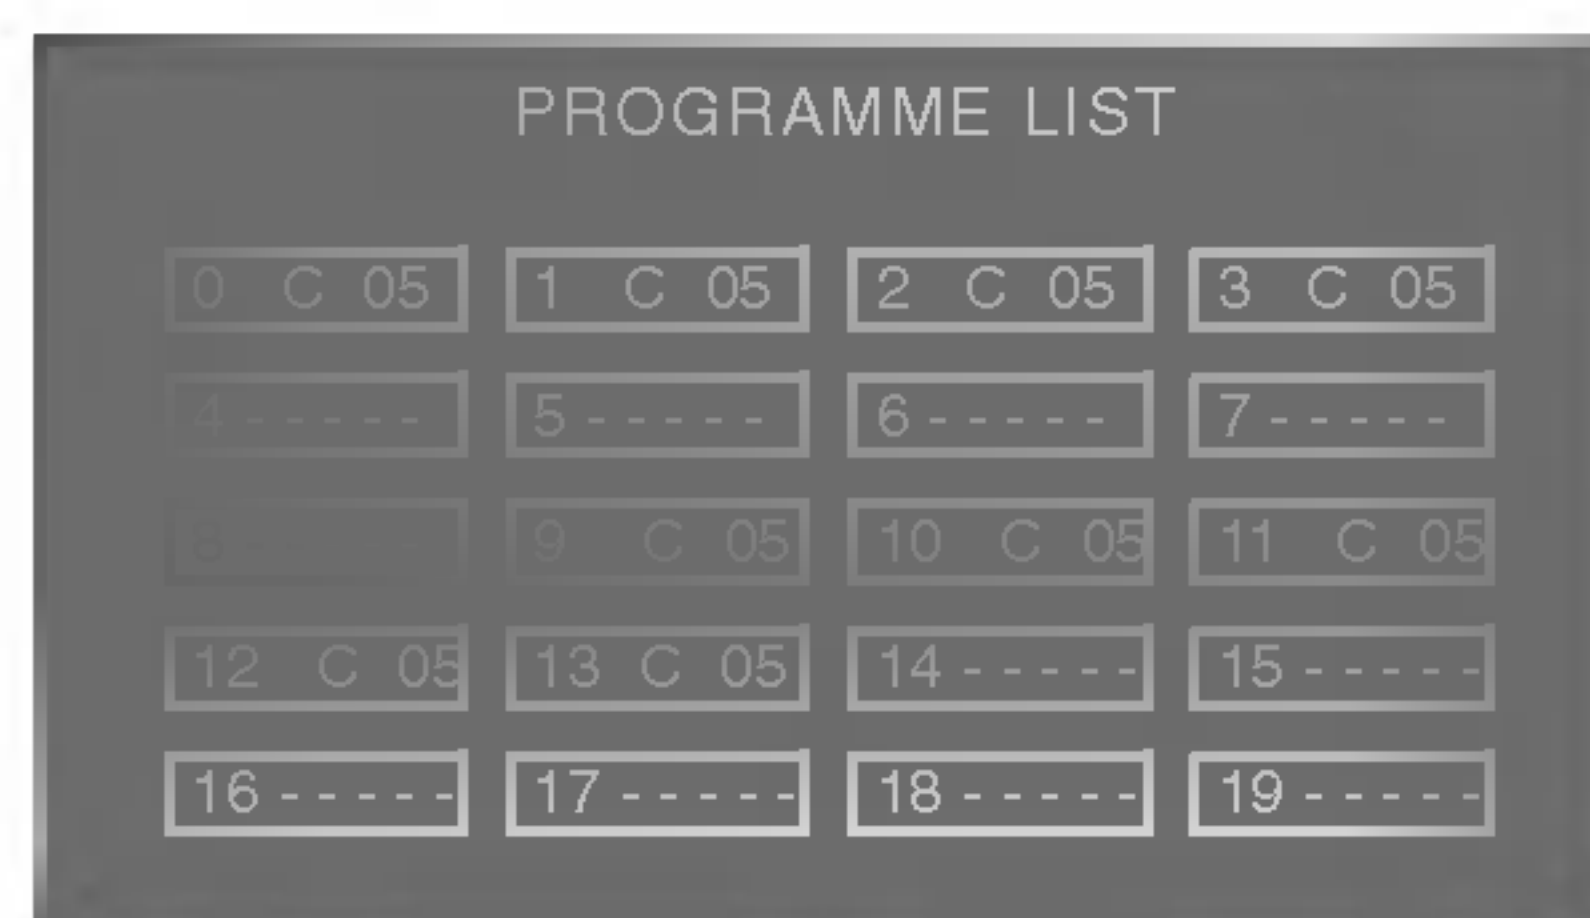 PROGRAMME LIST
0 C 05 1 C 05 2 C 05 3 C 05
4 - - - - - 5 - - - - - 6 - - - - - 7 - - - - -
8 - - - - - 9 C 05 10 C 05 11 C 05
12 C 05 13 C 05 14 - - - - - 15 - - - - -
16 - - - - - 17 - - - - - 18 - - - - - 19 - - - - -